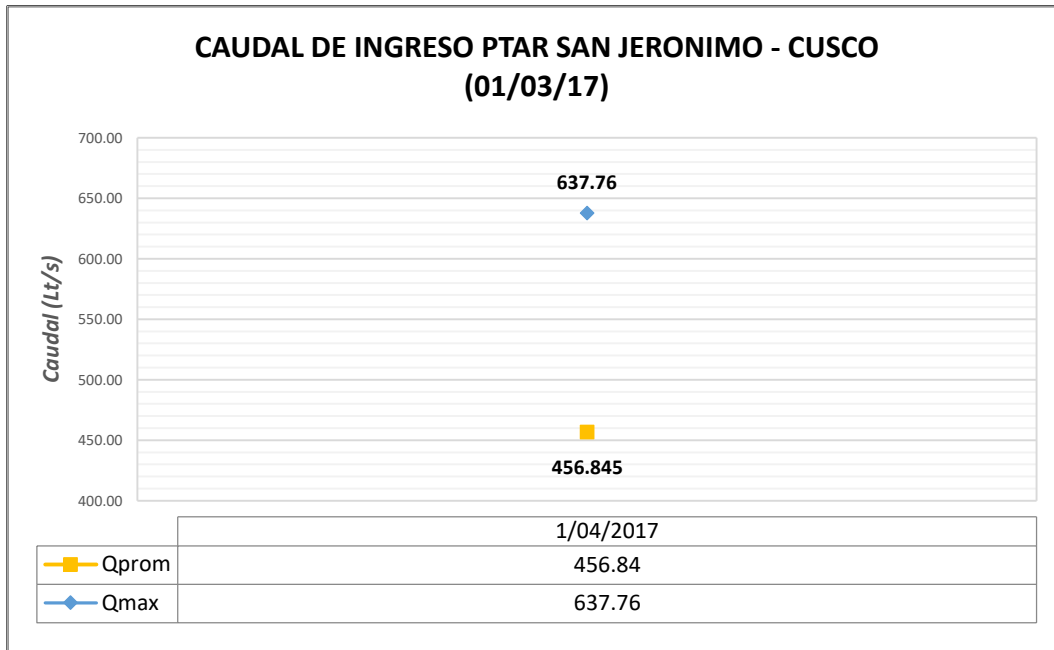 CAUDAL DE INGRESO PTAR SAN JERONIMO - CUSCO
(01/03/17)
Caudal (Lt/s)
700.00
650.00
600.00
550.00
500.00
450.00
400.00
637.76
456.845
1/04/2017
Qprom 456.84
Qmax 637.76